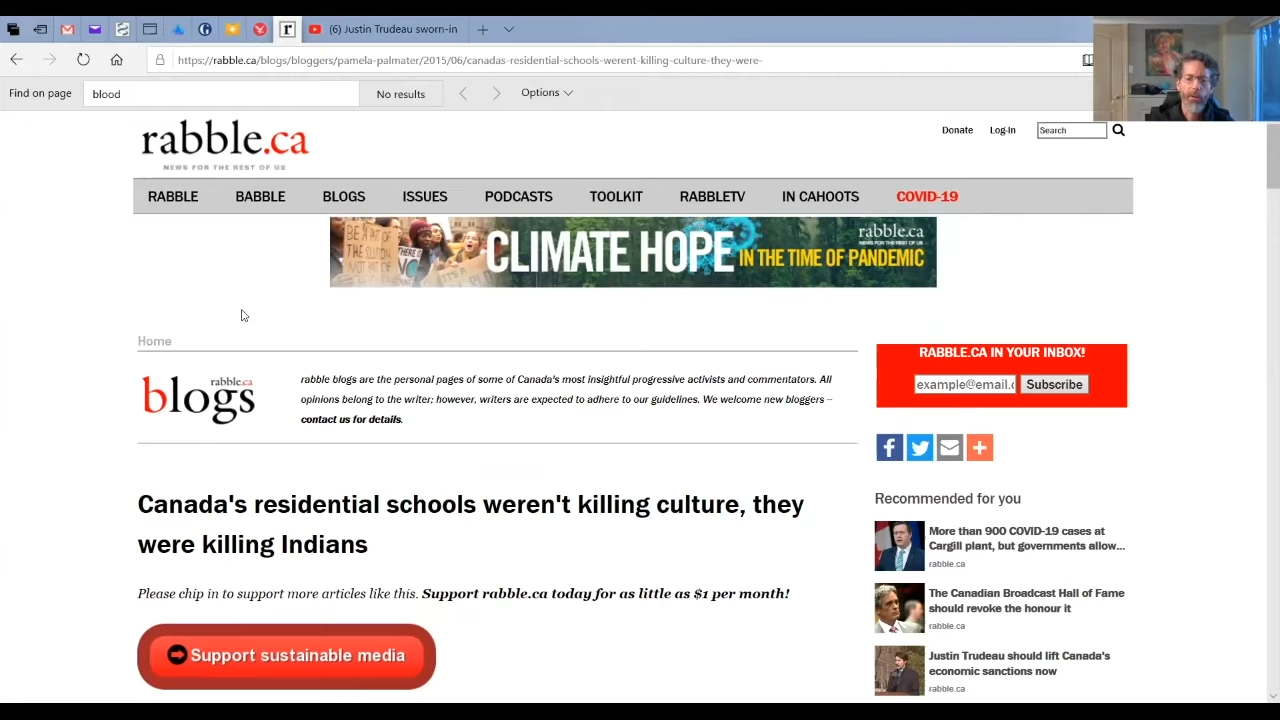 (6) Justin Trudeau sworn-in
https://rabble.ca/blogs/bloggers/pamela-palmater/2015/06/canadas-residential-schools-werent-killing-culture-they-were-
Find on page
blood
No results
Options
rabble.ca
NEWS FOR THE REST OF US
Donate
Log-in
Search
RABBLE
BABBLE
BLOGS
ISSUES
PODCASTS
TOOLKIT
RABBLETV
IN CAHOOTS
COVID-19
CLIMATE HOPE
IN THE TIME OF PANDEMIC
rabble.ca
NEWS FOR THE REST OF US
Home
rabble.ca
blogs
rabble blogs are the personal pages of some of Canada's most insightful progressive activists and commentators. All
opinions belong to the writer; however, writers are expected to adhere to our guidelines. We welcome new bloggers –
contact us for details.
RABBLE.CA IN YOUR INBOX!
example@email.c
Subscribe
Canada's residential schools weren't killing culture, they
were killing Indians
Please chip in to support more articles like this. Support rabble.ca today for as little as $1 per month!
Support sustainable media
Recommended for you
More than 900 COVID-19 cases at
Cargill plant, but governments allow...
rabble.ca
The Canadian Broadcast Hall of Fame
should revoke the honour it
rabble.ca
Justin Trudeau should lift Canada's
economic sanctions now
rabble.ca